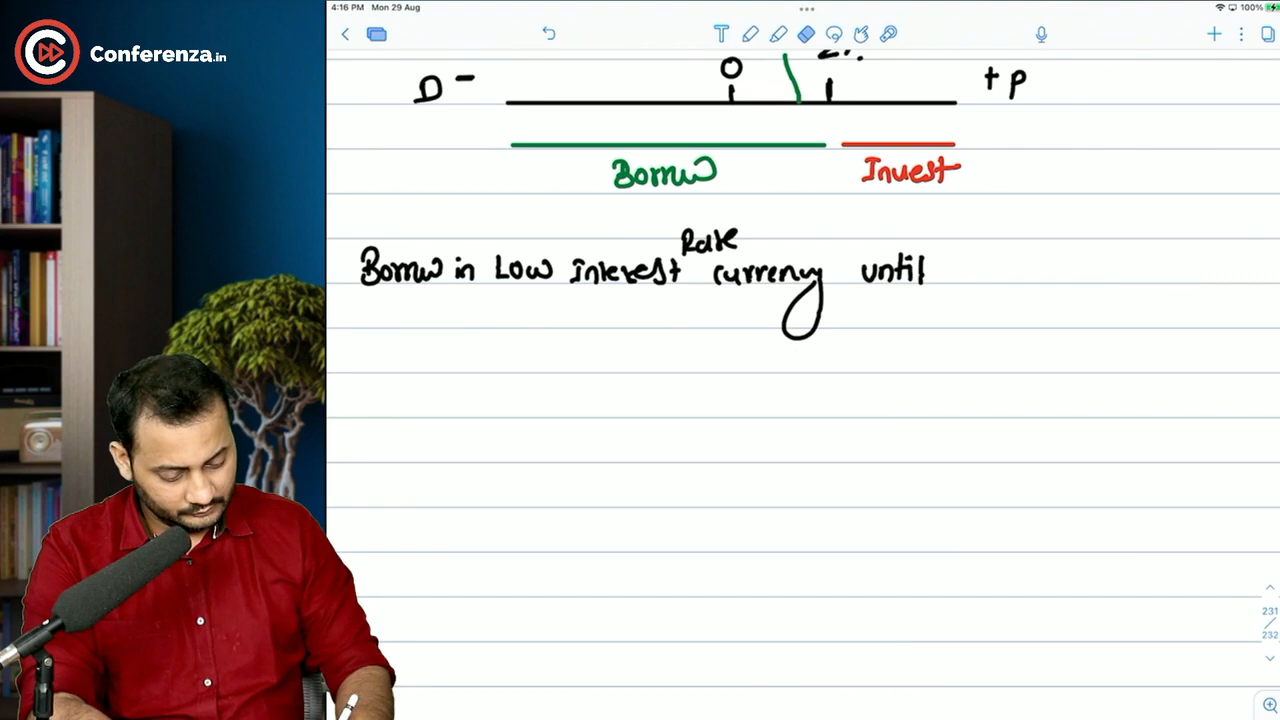 4:16 PM Mon 29 Aug
100%
Conferenza.in
D - 0 + P
Borrow Invest
Rate
Borrow in Low Interest currency until
231
232